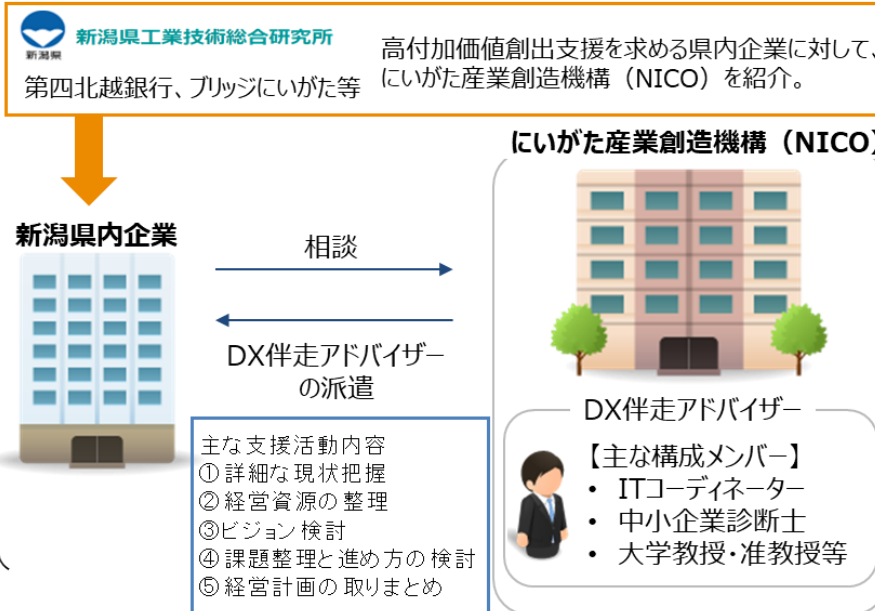 新潟県
新潟県工業技術総合研究所
第四北越銀行、ブリッジにいがた等
高付加価値創出支援を求める県内企業に対して、
にいがた産業創造機構（NICO）を紹介。
新潟県内企業
にいがた産業創造機構（NICO）
相談
DX伴走アドバイザー
の派遣
主な支援活動内容
①詳細な現状把握
②経営資源の整理
③ビジョン検討
④課題整理と進め方の検討
⑤経営計画の取りまとめ
DX伴走アドバイザー
【主な構成メンバー】
• ITコーディネーター
• 中小企業診断士
• 大学教授・准教授等